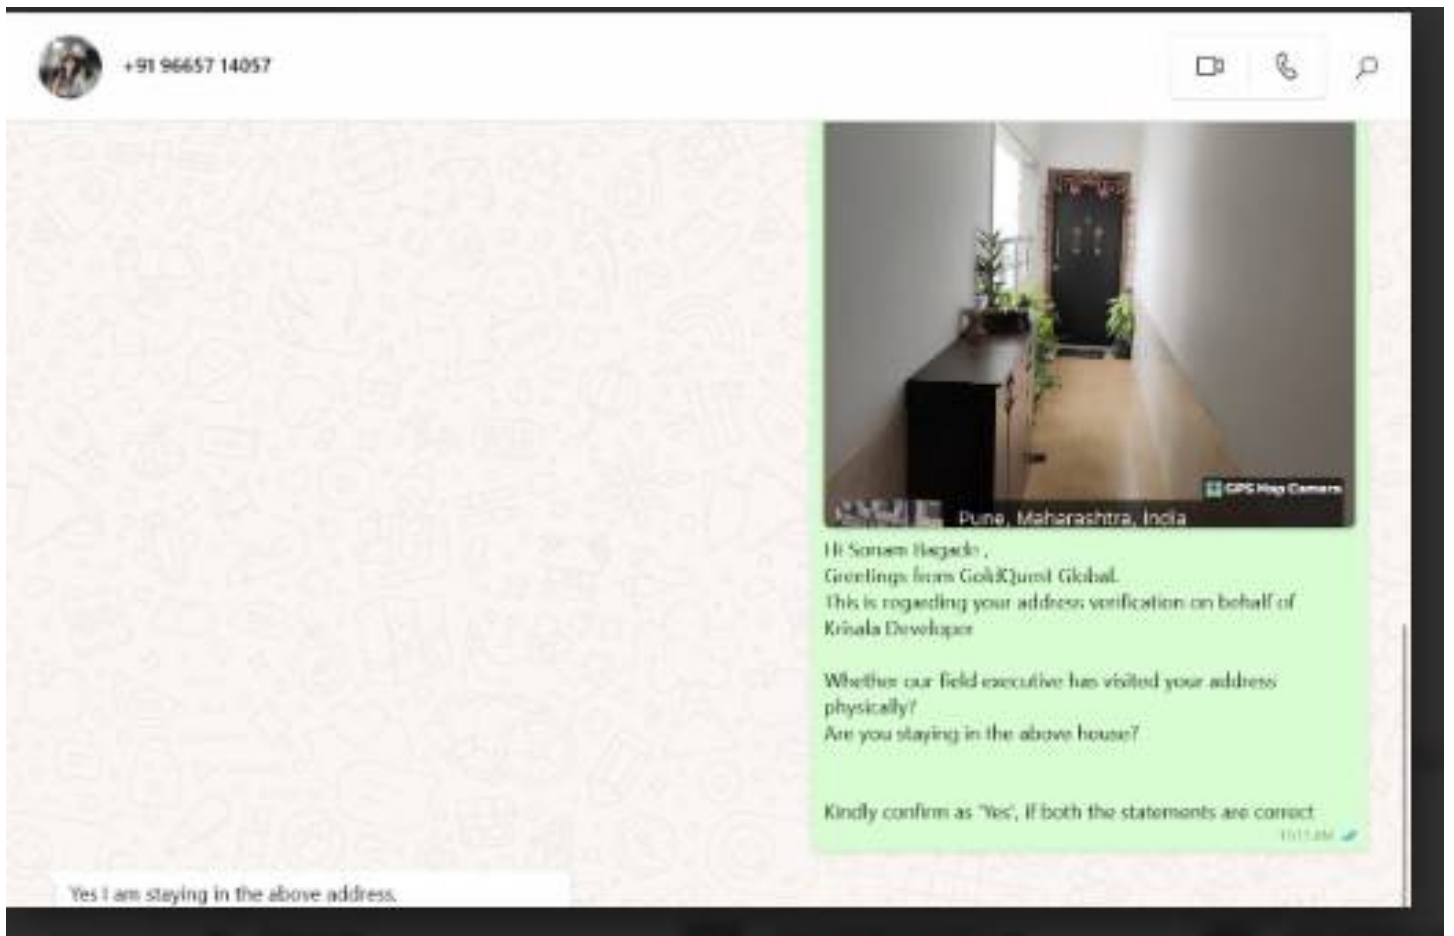 +91 96657 14057
GPS Map Camera
Pune, Maharashtra, India
Hi Sonam Bagade ,
Greetings from GoldQuest Global.
This is regarding your address verification on behalf of
Krisala Developer
Whether our field executive has visited your address
physically?
Are you staying in the above house?
Kindly confirm as 'Yes', if both the statements are correct
AM
Yes I am staying in the above address.